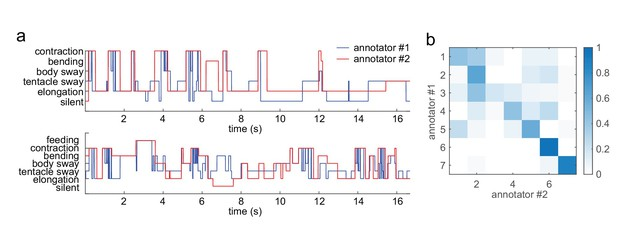 a
contraction
bending
body sway
tentacle sway
elongation
silent
annotator #1
annotator #2
2 4 6 8 10 12 14 16
time (s)
feeding
contraction
bending
body sway
tentacle sway
elongation
silent
2 4 6 8 10 12 14 16
time (s)
b
annotator #1
1
2
3
4
5
6
7
2 4 6
annotator #2
1
0.8
0.6
0.4
0.2
0